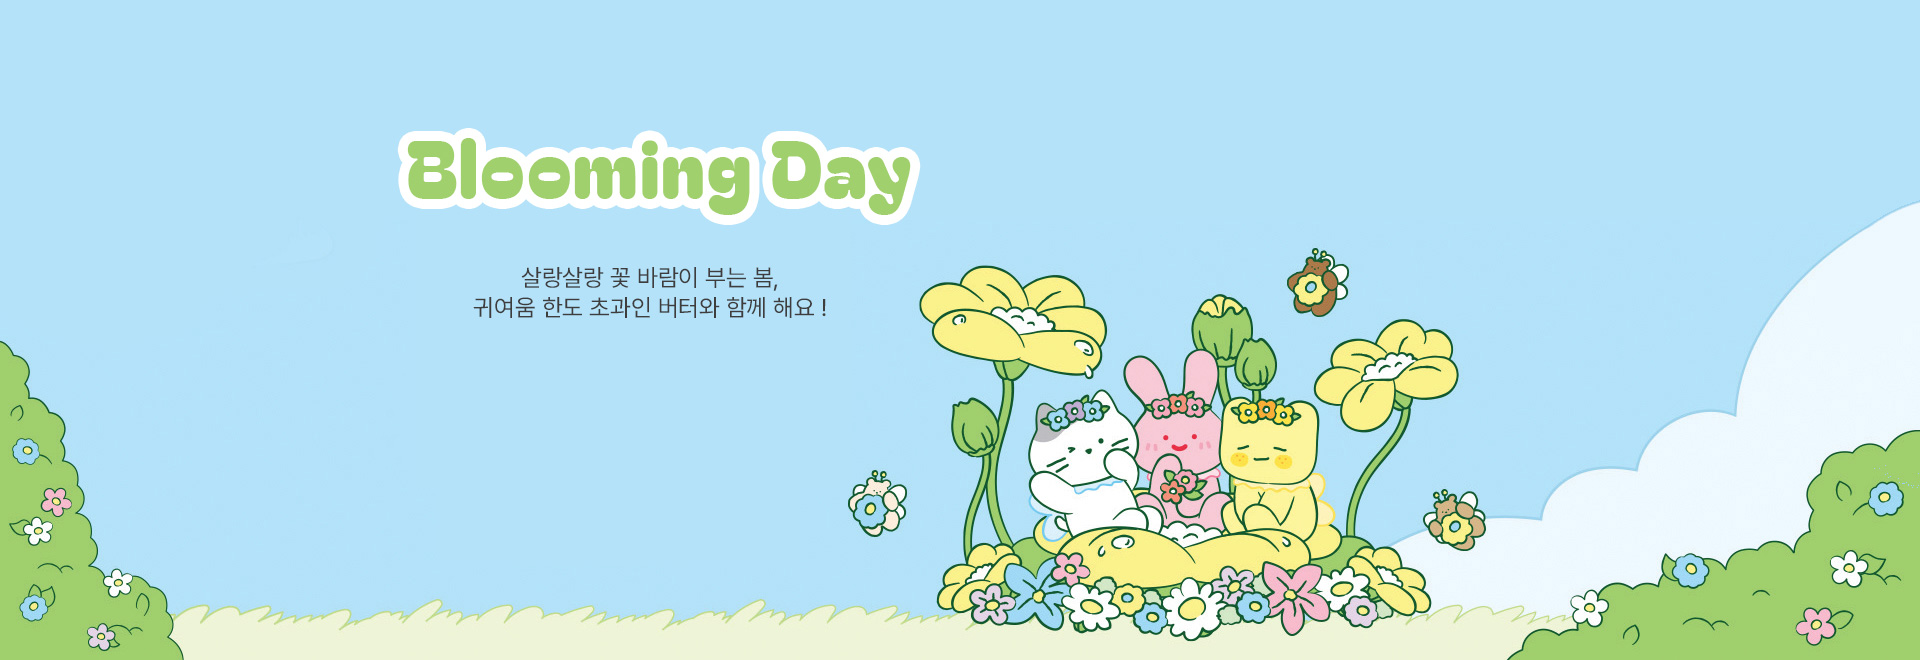 Blooming Day
살랑살랑 꽃 바람이 부는 봄,
귀여움 한도 초과인 버터와 함께 해요 !